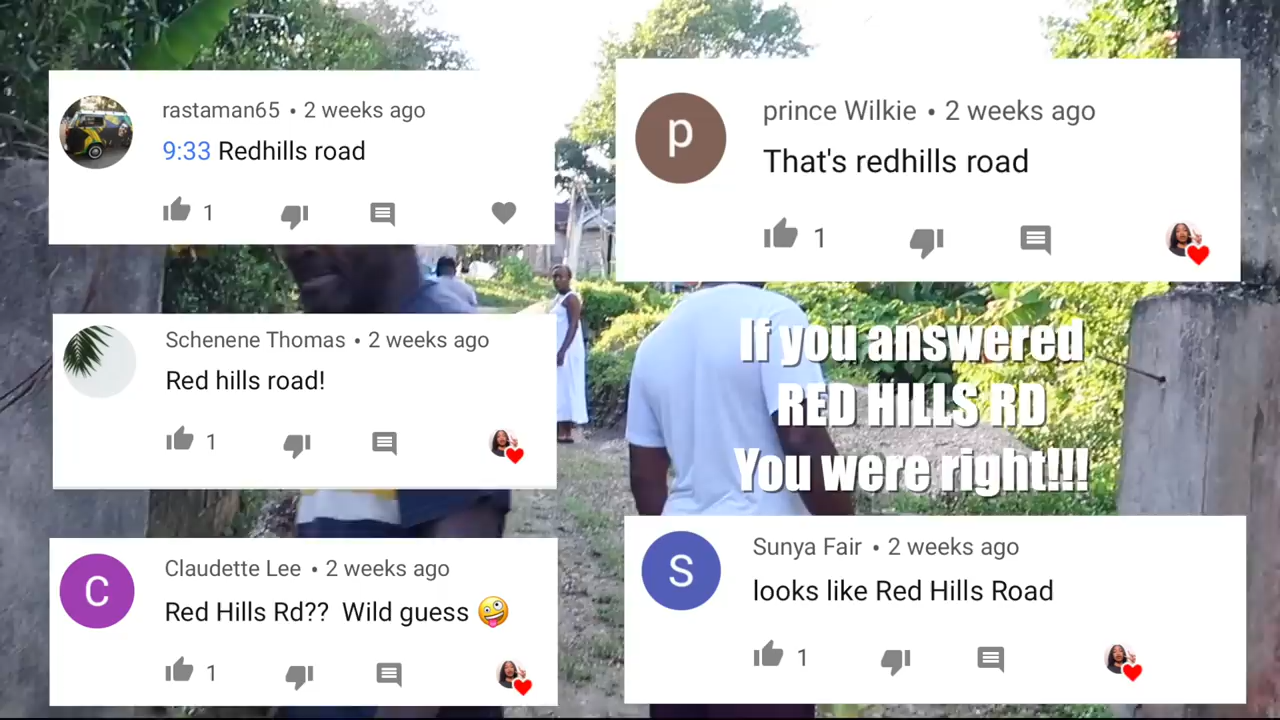 rastaman65 • 2 weeks ago
9:33 Redhills road
1
p
prince Wilkie • 2 weeks ago
That's redhills road
1
Schenene Thomas • 2 weeks ago
Red hills road!
1
If you answered
RED HILLS RD
You were right!!!
C
Claudette Lee • 2 weeks ago
Red Hills Rd?? Wild guess 🤪
1
S
Sunya Fair • 2 weeks ago
looks like Red Hills Road
1